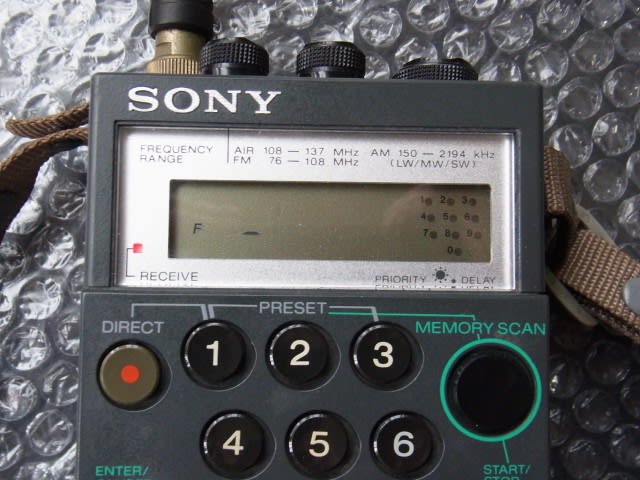 SONY
FREQUENCY RANGE
AIR 108 — 137 MHz AM 150 — 2194 kHz
FM 76 — 108 MHz (LW/MW/SW)
1 2 3
4 5 6
7 8 9
0
F _
RECEIVE
PRIORITY DELAY
PRESET
DIRECT
MEMORY SCAN
1 2 3
4 5 6
ENTER/
START/
STOP